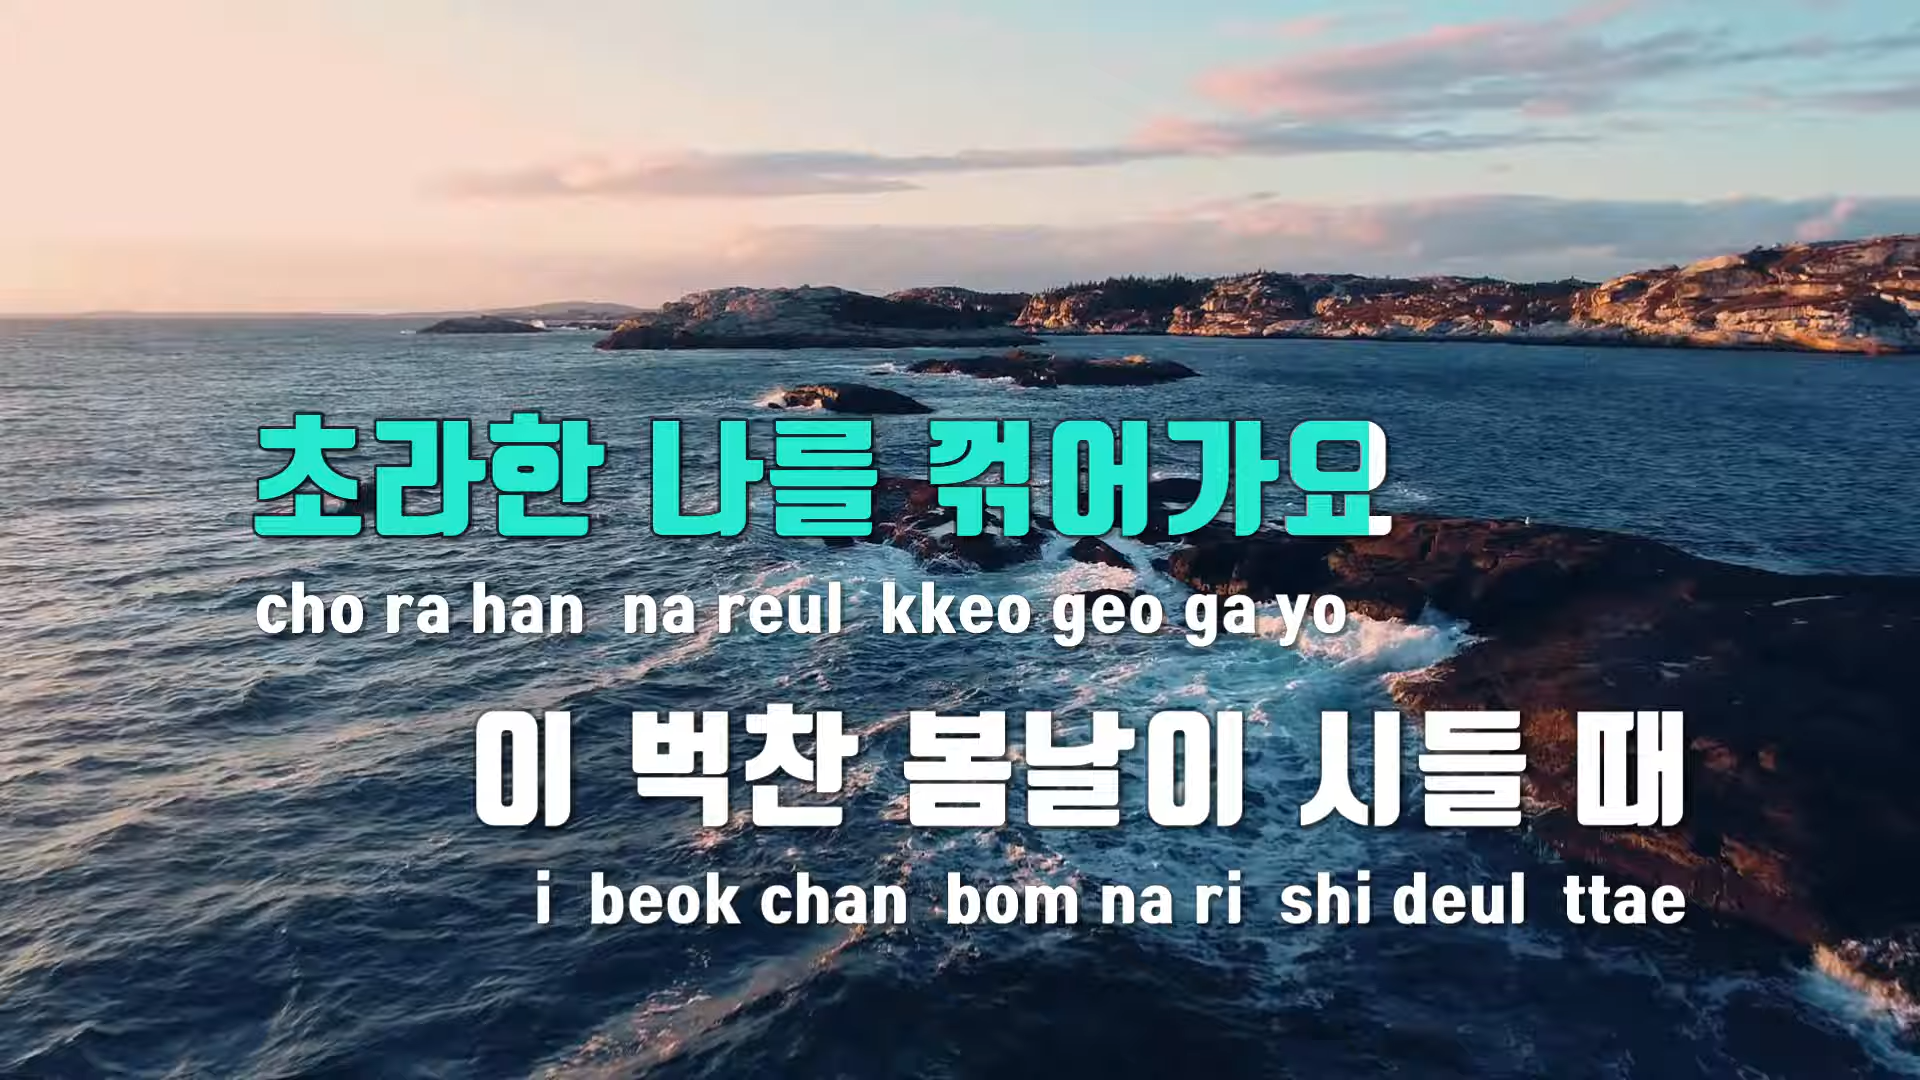 초라한 나를 꺾어가요
cho ra han na reul kkeo geo ga yo
이 벅찬 봄날이 시들 때
i beok chan bom na ri shi deul ttae